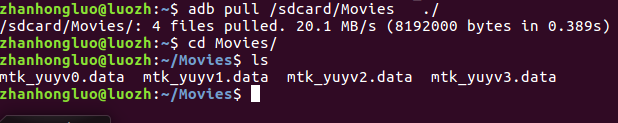 zhanhongluo@luozh:~$ adb pull /sdcard/Movies   ./
/sdcard/Movies/: 4 files pulled. 20.1 MB/s (8192000 bytes in 0.389s)
zhanhongluo@luozh:~$ cd Movies/
zhanhongluo@luozh:~/Movies$ ls
mtk_yuyv0.data  mtk_yuyv1.data  mtk_yuyv2.data  mtk_yuyv3.data
zhanhongluo@luozh:~/Movies$